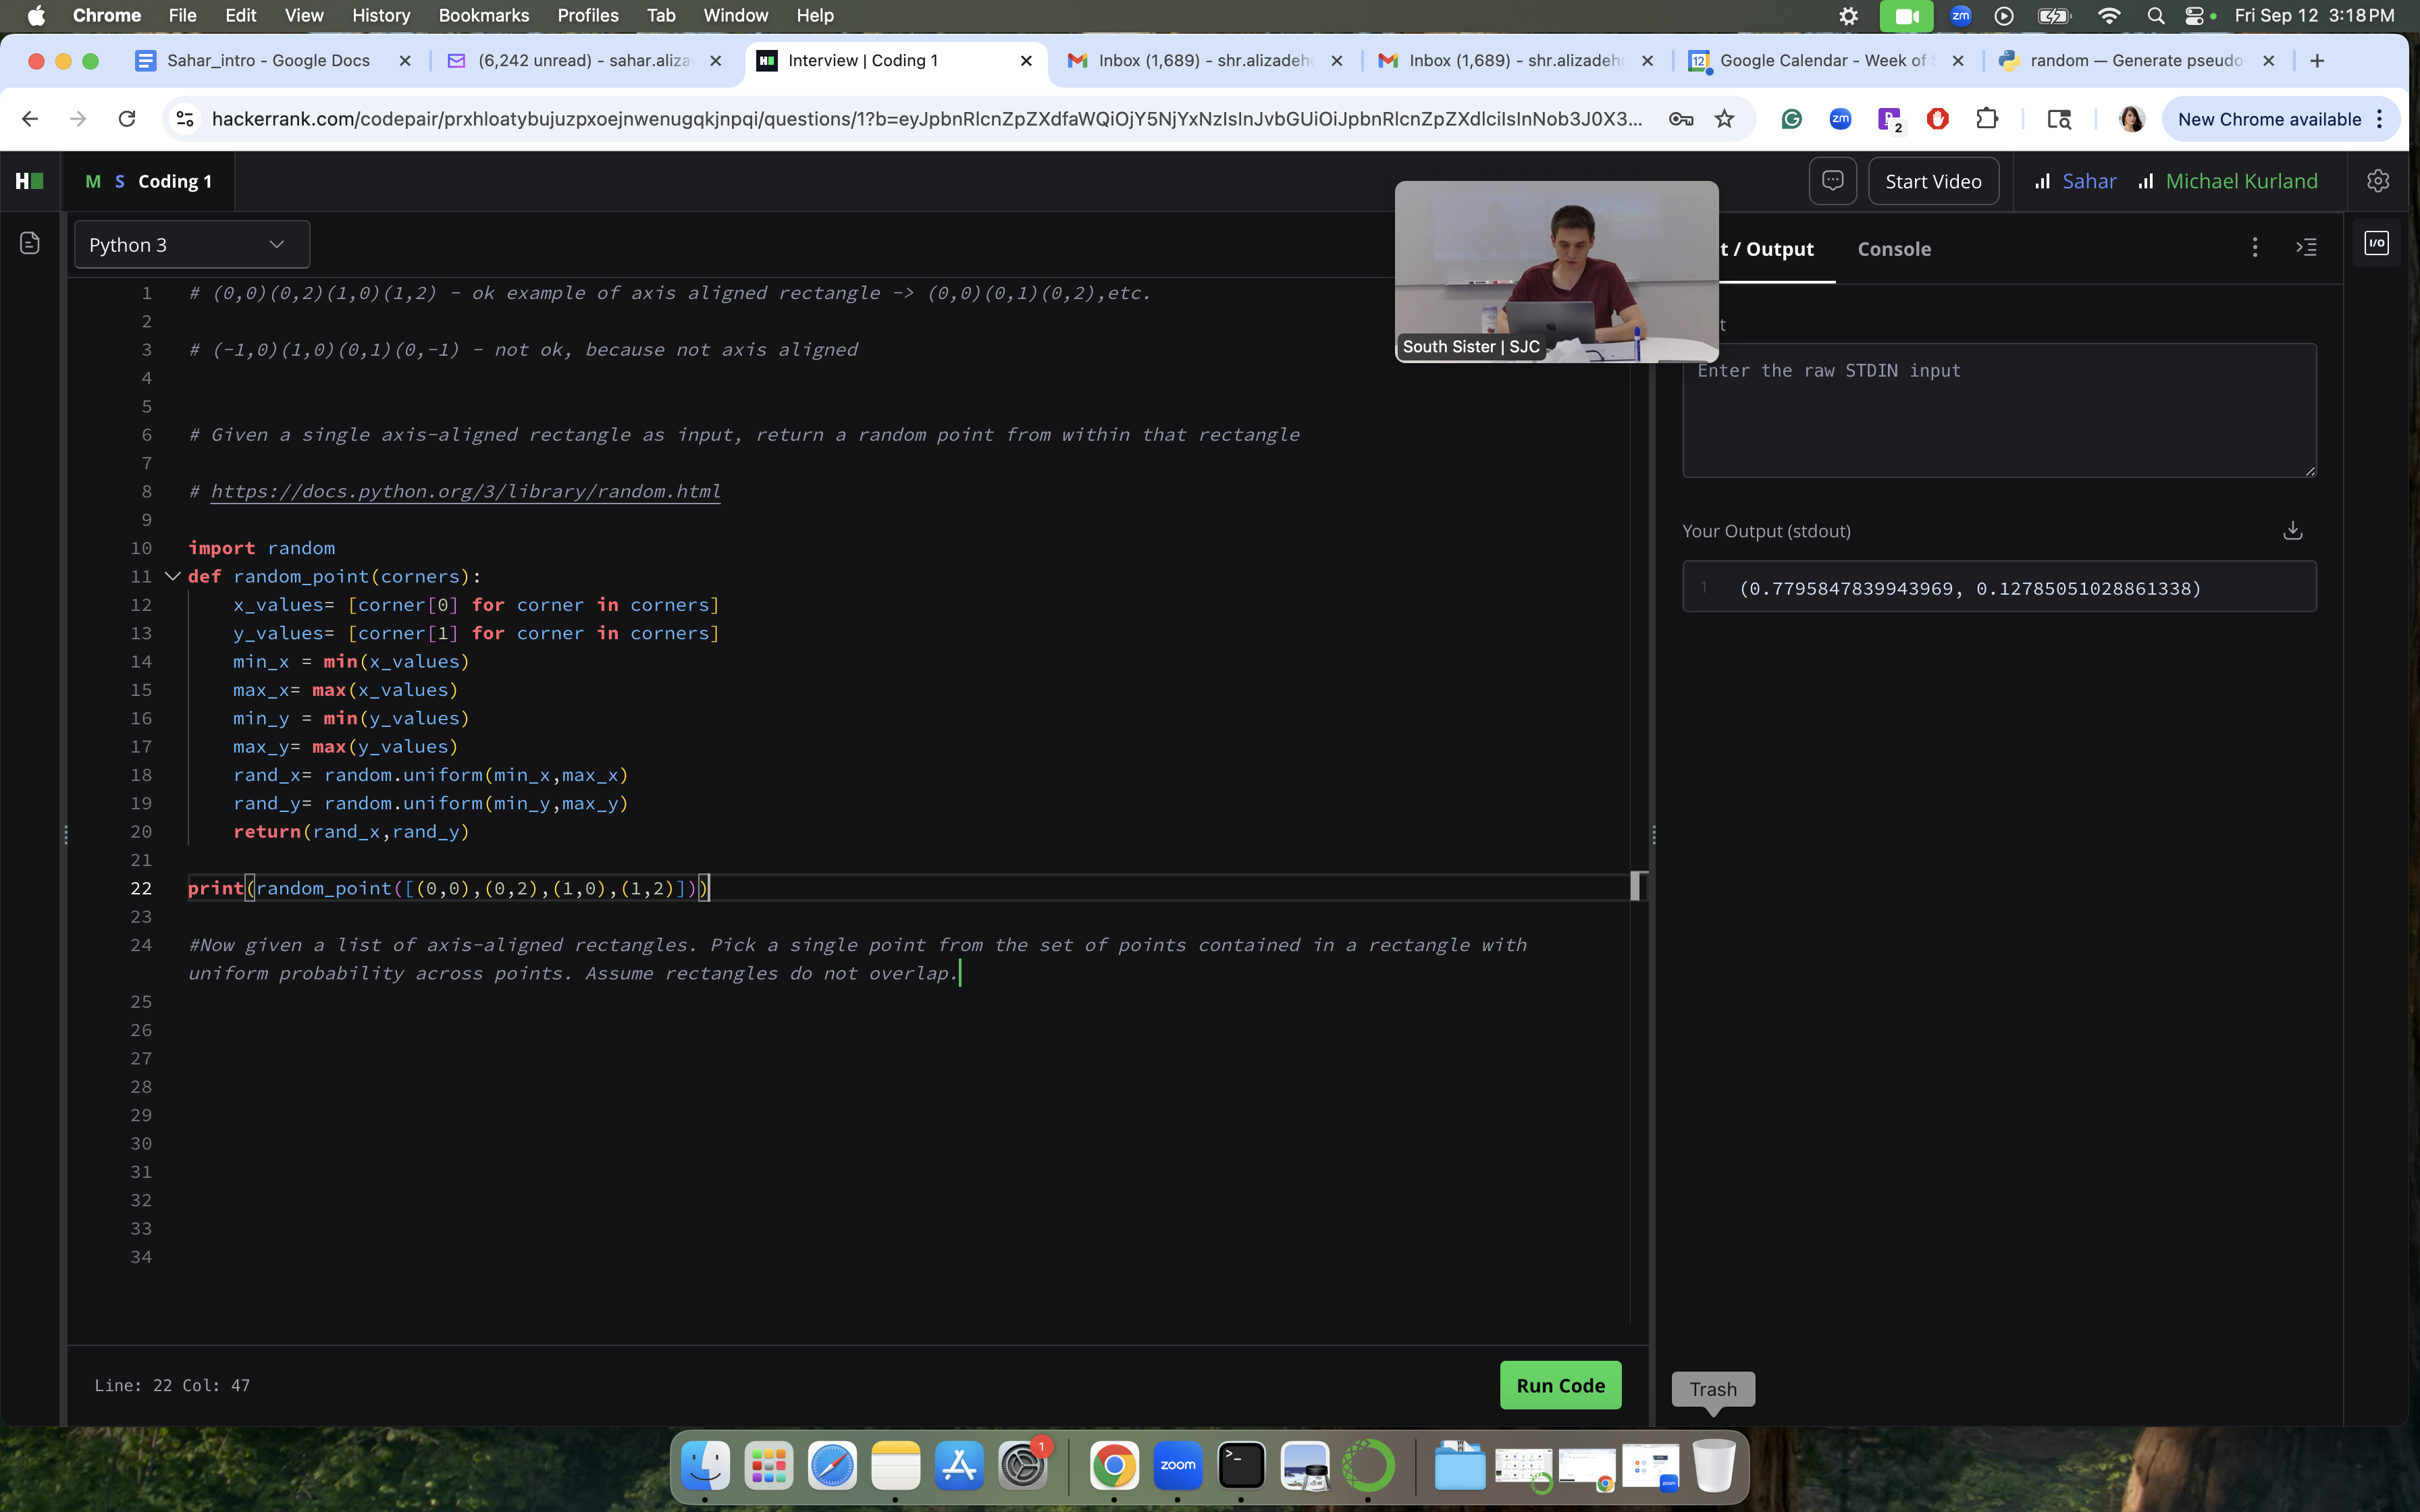 Chrome File Edit View History Bookmarks Profiles Tab Window Help
zm
Fri Sep 12 3:18 PM
Sahar_intro - Google Docs
(6,242 unread) - sahar.aliza
Interview | Coding 1
Inbox (1,689) - shr.alizadeh
Inbox (1,689) - shr.alizadeh
12
Google Calendar - Week of
random — Generate pseudo
hackerrank.com/codepair/prxhloatybujuzpxoejnwenugqkjnpqi/questions/1?b=eyJpbnRlcnZpZXdfaWQiOjY5NjYxNzIsInJvbGUiOiJpbnRlcnZpZXdlciIsInNob3J0X3...
zm
2
New Chrome available
H
M S Coding 1
Start Video
Sahar
Michael Kurland
Python 3
t / Output
Console
I/O
South Sister | SJC
1 # (0,0)(0,2)(1,0)(1,2) - ok example of axis aligned rectangle -> (0,0)(0,1)(0,2),etc.
2
3 # (-1,0)(1,0)(0,1)(0,-1) - not ok, because not axis aligned
4
5
6 # Given a single axis-aligned rectangle as input, return a random point from within that rectangle
7
8 # https://docs.python.org/3/library/random.html
9
10 import random
11 def random_point(corners):
12 x_values= [corner[0] for corner in corners]
13 y_values= [corner[1] for corner in corners]
14 min_x = min(x_values)
15 max_x= max(x_values)
16 min_y = min(y_values)
17 max_y= max(y_values)
18 rand_x= random.uniform(min_x,max_x)
19 rand_y= random.uniform(min_y,max_y)
20 return(rand_x,rand_y)
21
22 print(random_point([(0,0),(0,2),(1,0),(1,2)]))
23
24 #Now given a list of axis-aligned rectangles. Pick a single point from the set of points contained in a rectangle with
uniform probability across points. Assume rectangles do not overlap.
25
26
27
28
29
30
31
32
33
34
t
Enter the raw STDIN input
Your Output (stdout)
1 (0.7795847839943969, 0.12785051028861338)
Line: 22 Col: 47
Run Code
Trash
1
zoom